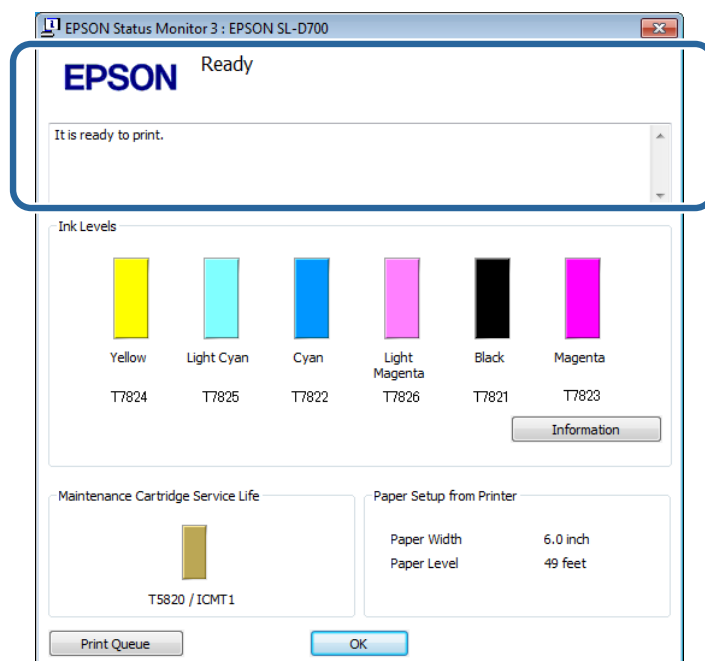 EPSON Status Monitor 3 : EPSON SL-D700
EPSON
Ready
It is ready to print.
Ink Levels
Yellow Light Cyan Cyan Light Magenta Black Magenta
T7824 T7825 T7822 T7826 T7821 T7823
Information
Maintenance Cartridge Service Life
T5820 / ICMT1
Paper Setup from Printer
Paper Width 6.0 inch
Paper Level 49 feet
Print Queue
OK